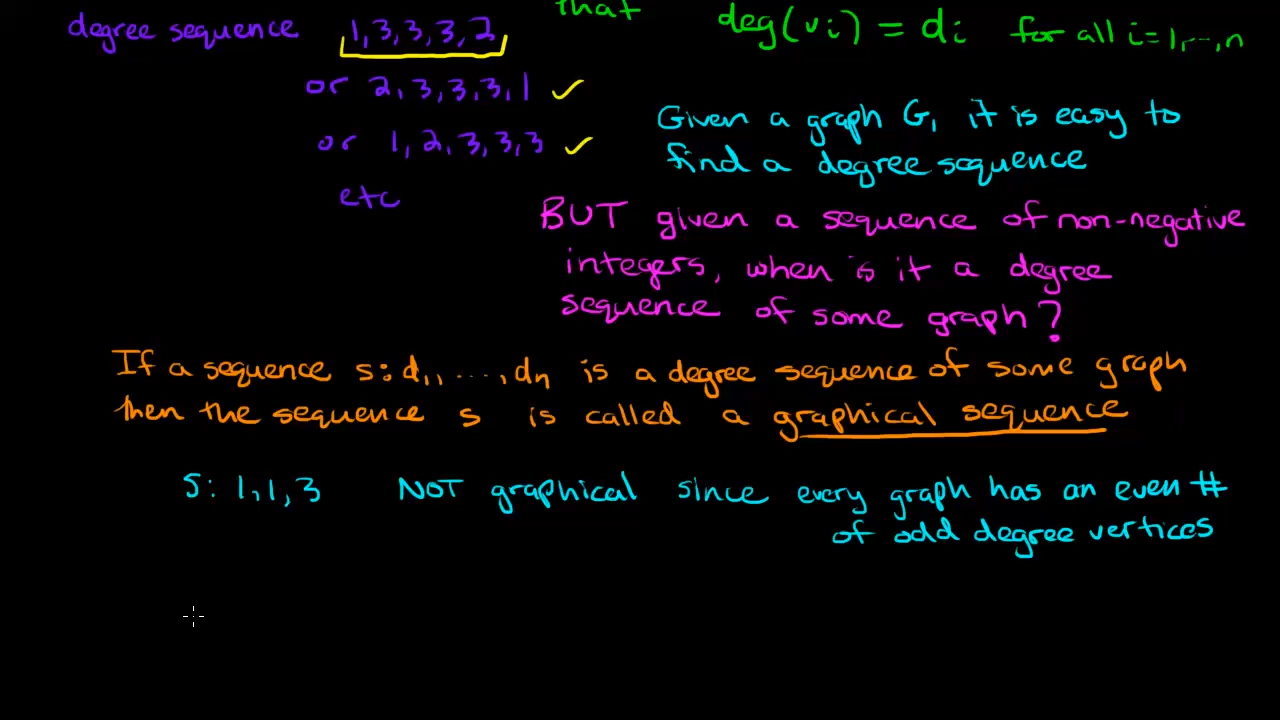 that
degree sequence 1, 3, 3, 3, 2
deg(vi) = di for all i=1,...,n
or 2, 3, 3, 3, 1 ✓
or 1, 2, 3, 3, 3 ✓
etc
Given a graph G, it is easy to
find a degree sequence
BUT given a sequence of non-negative
integers, when is it a degree
sequence of some graph?
If a sequence s: d1, ..., dn is a degree sequence of some graph
then the sequence s is called a graphical sequence
S: 1, 1, 3 NOT graphical since every graph has an even #
of odd degree vertices